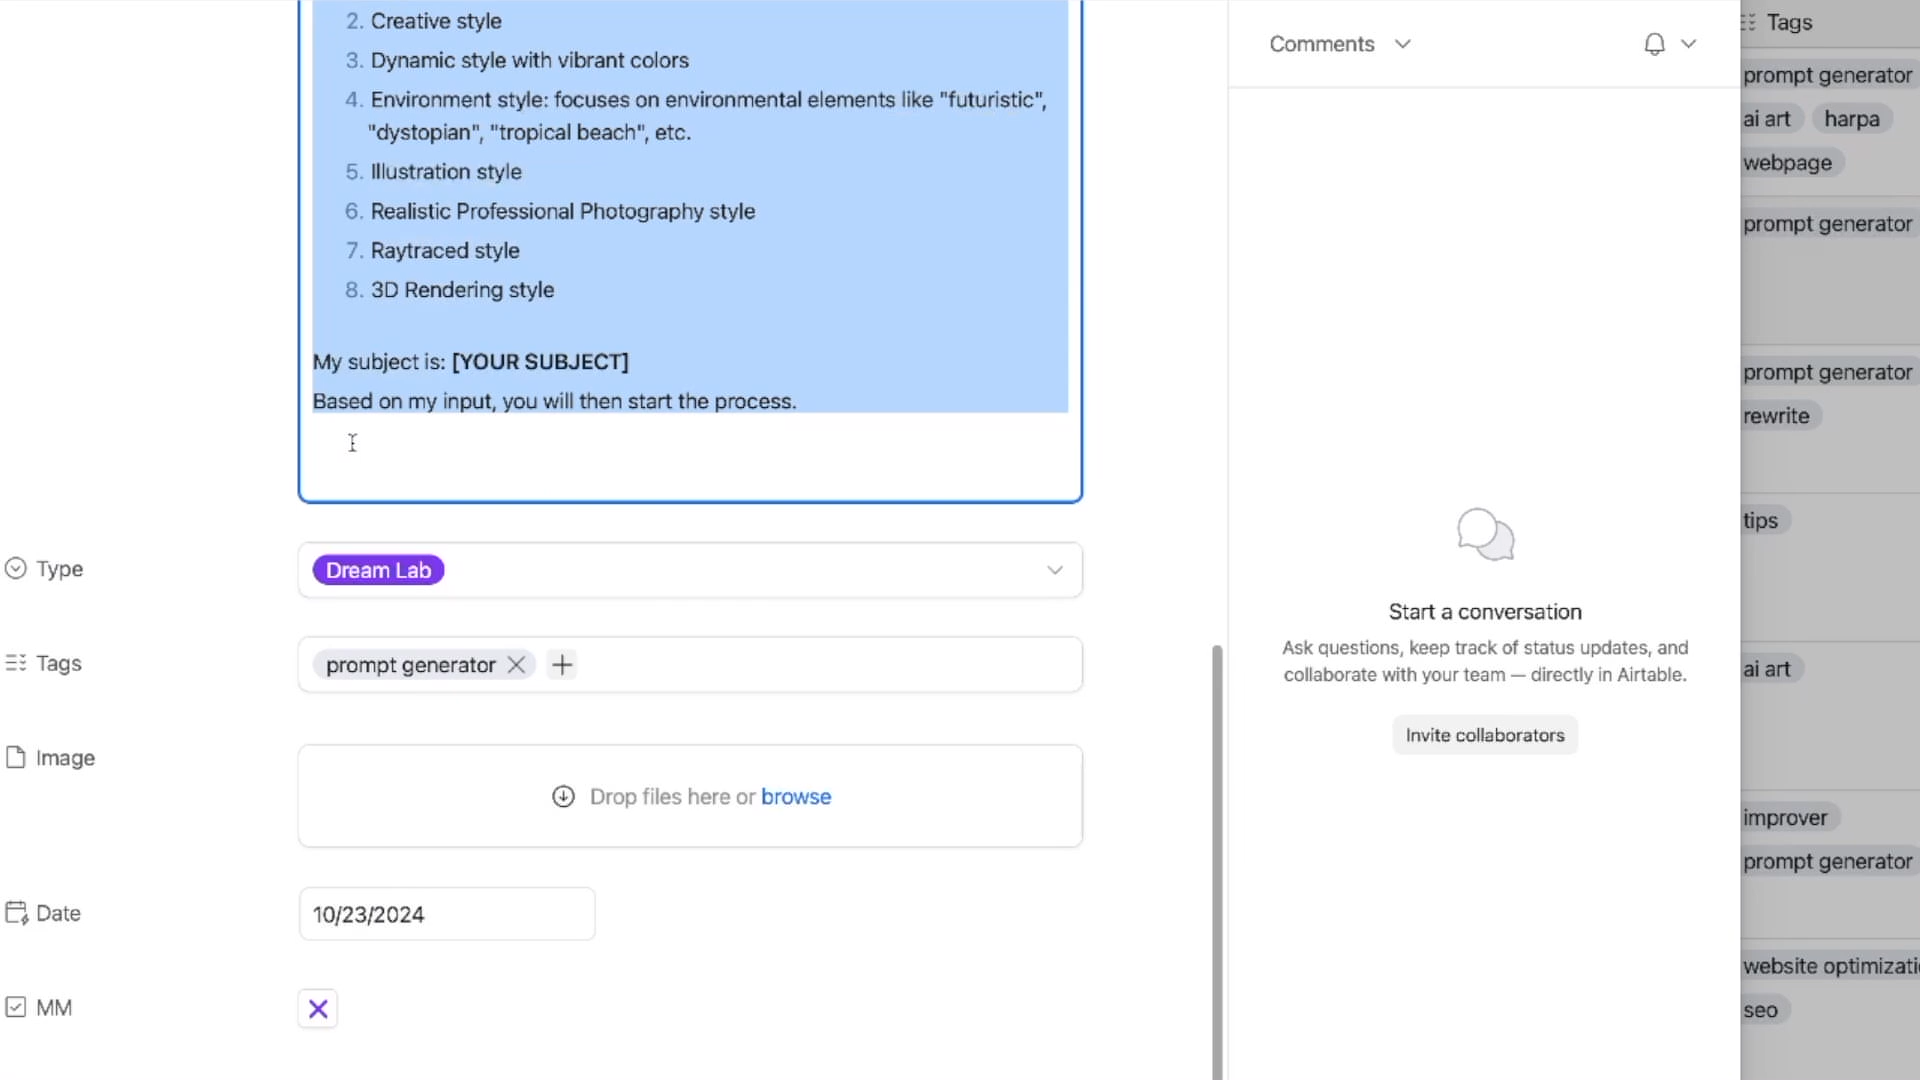 2. Creative style
3. Dynamic style with vibrant colors
4. Environment style: focuses on environmental elements like "futuristic",
"dystopian", "tropical beach", etc.
5. Illustration style
6. Realistic Professional Photography style
7. Raytraced style
8. 3D Rendering style
My subject is: [YOUR SUBJECT]
Based on my input, you will then start the process.
Type
Dream Lab
Tags
prompt generator
Image
Drop files here or browse
Date
10/23/2024
MM
Comments
Start a conversation
Ask questions, keep track of status updates, and
collaborate with your team — directly in Airtable.
Invite collaborators
Tags
prompt generator
ai art harpa
webpage
prompt generator
prompt generator
rewrite
tips
ai art
improver
prompt generator
website optimizati
seo